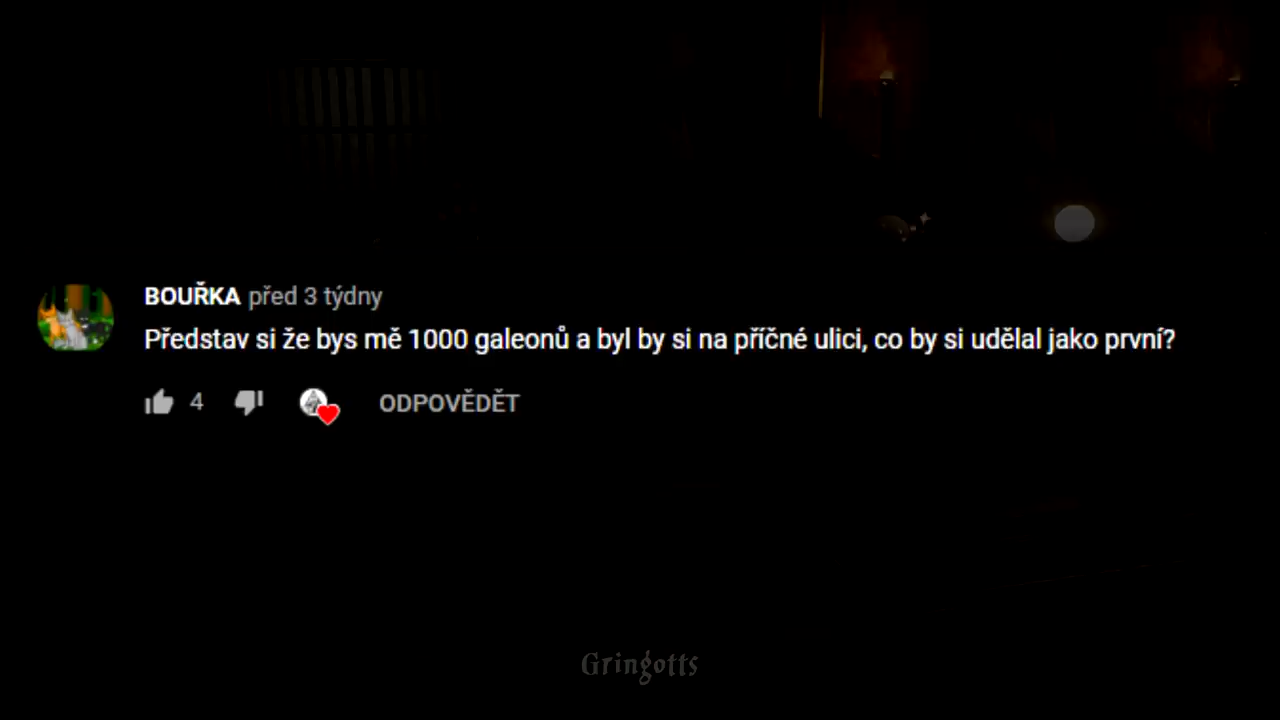 BOUŘKA před 3 týdny
Představ si že bys mě 1000 galeonů a byl by si na příčné ulici, co by si udělal jako první?
4 ODPOVĚDĚT
Gringotts